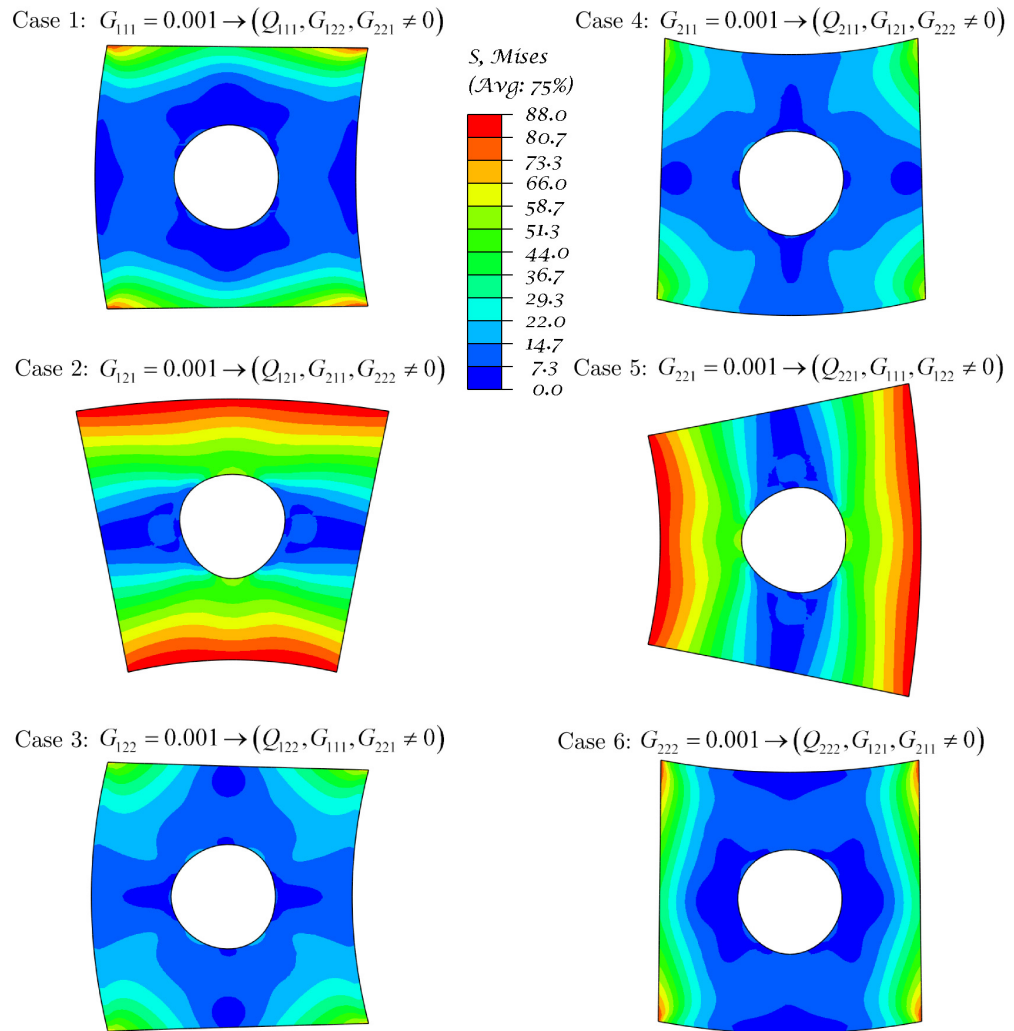 Case 1: G₁₁₁ = 0.001 → (Q₁₁₁, G₁₂₂, G₂₂₁ ≠ 0)
Case 4: G₂₁₁ = 0.001 → (Q₂₁₁, G₁₂₁, G₂₂₂ ≠ 0)
S, Mises
(Avg: 75%)
88.0
80.7
73.3
66.0
58.7
51.3
44.0
36.7
29.3
22.0
14.7
7.3
0.0
Case 2: G₁₂₁ = 0.001 → (Q₁₂₁, G₂₁₁, G₂₂₂ ≠ 0)
Case 5: G₂₂₁ = 0.001 → (Q₂₂₁, G₁₁₁, G₁₂₂ ≠ 0)
Case 3: G₁₂₂ = 0.001 → (Q₁₂₂, G₁₁₁, G₂₂₁ ≠ 0)
Case 6: G₂₂₂ = 0.001 → (Q₂₂₂, G₁₂₁, G₂₁₁ ≠ 0)